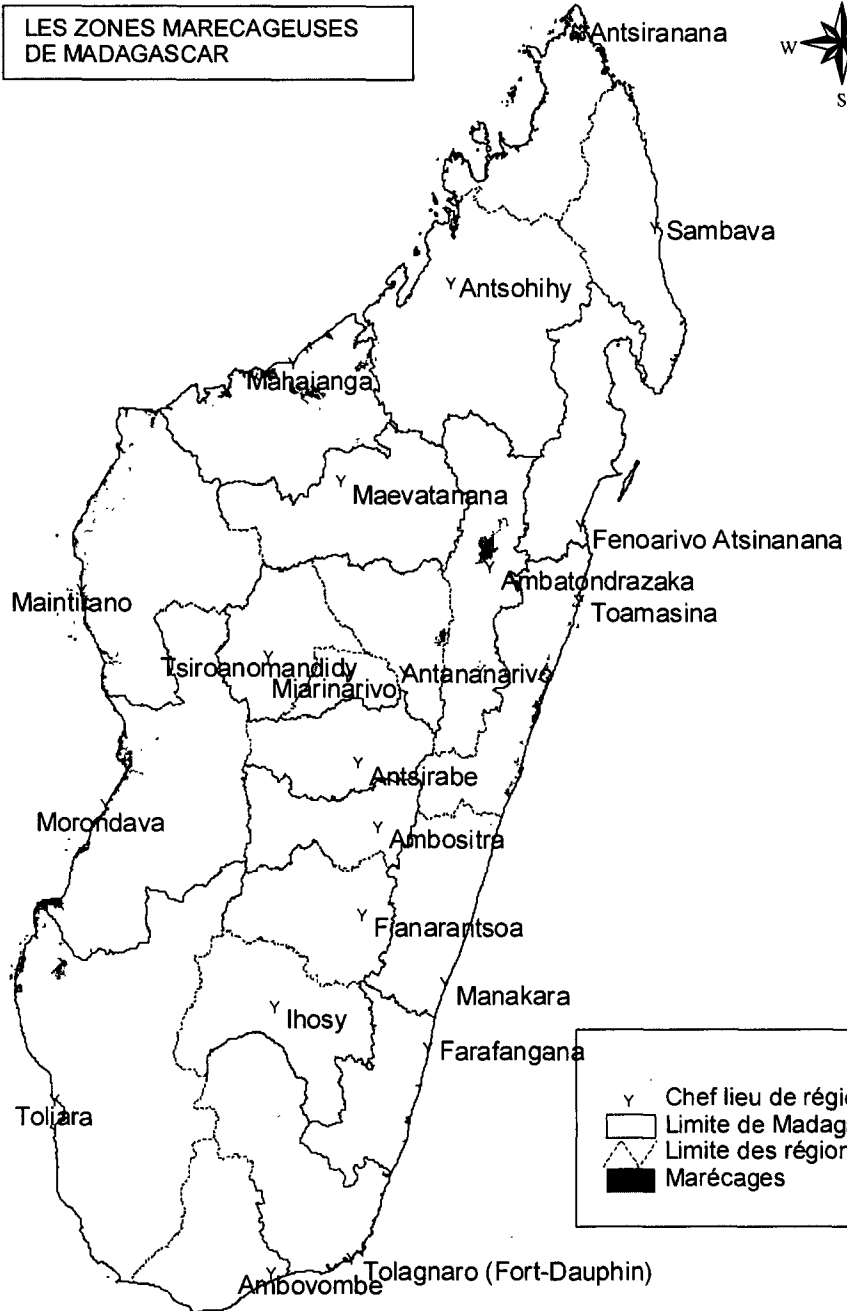 LES ZONES MARECAGEUSES
DE MADAGASCAR
Antsiranana
W
S
Sambava
Antsohihy
Mahajanga
Maevatanana
Fenoarivo Atsinanana
Ambatondrazaka
Toamasina
Maintirano
Tsiroanomandidy
Miarinarivo
Antananarivo
Antsirabe
Ambositra
Morondava
Fianarantsoa
Manakara
Ihosy
Farafangana
Toliara
Y Chef lieu de régio
Limite de Madaga
Limite des région
Marécages
Ambovombe
Tolagnaro (Fort-Dauphin)